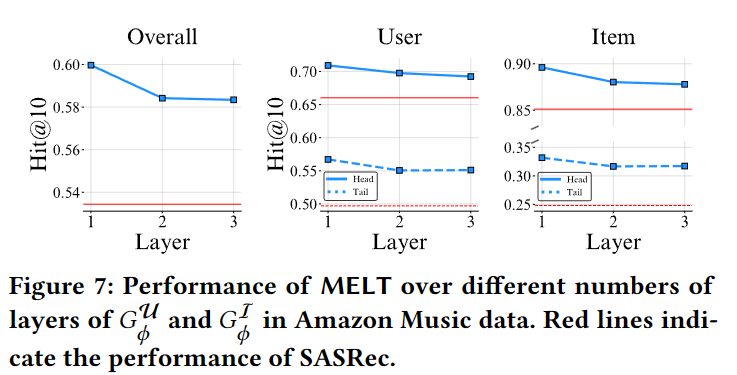 Overall User Item
0.60
0.58
0.56
0.54
Hit@10
1 2 3
Layer
0.70
0.65
0.60
0.55
0.50
Hit@10
Head
Tail
1 2 3
Layer
0.90
0.85
0.35
0.30
0.25
Head
Tail
1 2 3
Layer
Figure 7: Performance of MELT over different numbers of
layers of G_ϕ^𝒰 and G_ϕ^ℐ in Amazon Music data. Red lines indi-
cate the performance of SASRec.